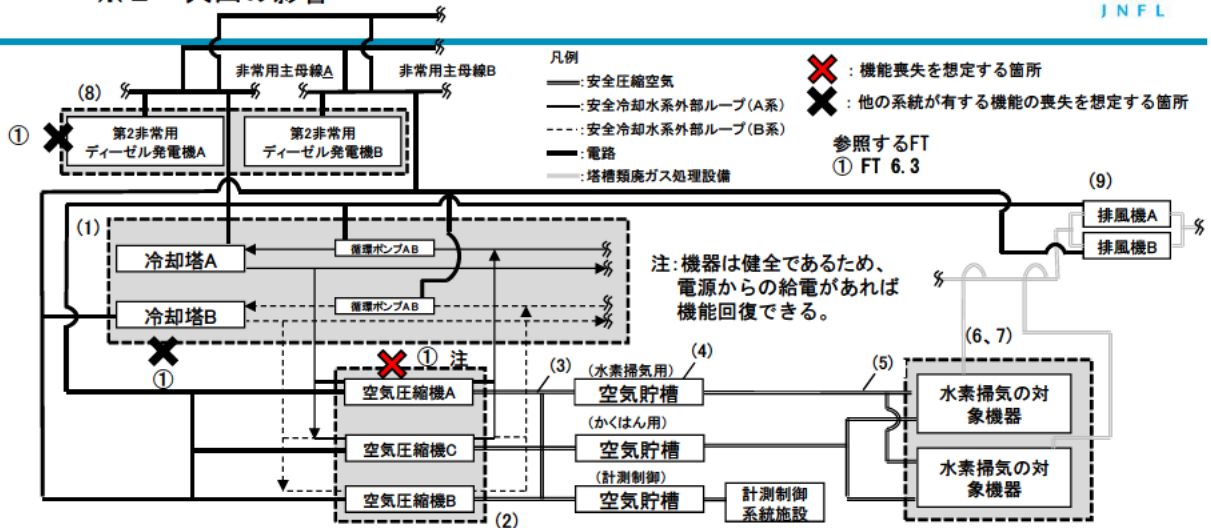 JNFL
非常用主母線A
非常用主母線B
凡例
:安全圧縮空気
:安全冷却水系外部ループ(A系)
:安全冷却水系外部ループ(B系)
:電路
:塔槽類廃ガス処理設備
:機能喪失を想定する箇所
:他の系統が有する機能の喪失を想定する箇所
参照するFT
① FT 6.3
(8)
①
第2非常用
ディーゼル発電機A
第2非常用
ディーゼル発電機B
(9)
排風機A
排風機B
(1)
冷却塔A
循環ポンプAB
冷却塔B
循環ポンプAB
①
注:機器は健全であるため、
電源からの給電があれば
機能回復できる。
① 注
空気圧縮機A
空気圧縮機C
空気圧縮機B
(2)
(3)
(水素掃気用)
空気貯槽
(4)
(かくはん用)
空気貯槽
(計測制御)
空気貯槽
計測制御
系統施設
(5)
(6、7)
水素掃気の対
象機器
水素掃気の対
象機器